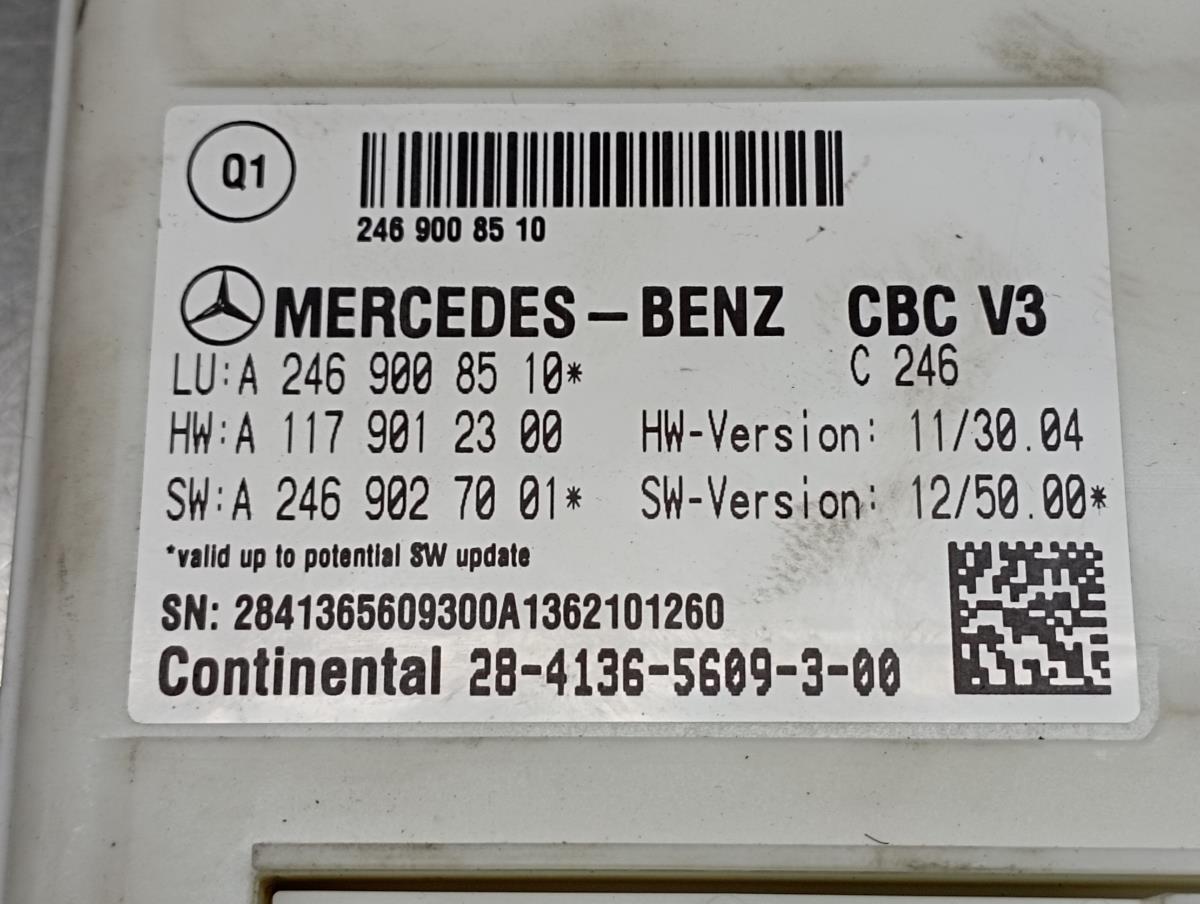 Q1
246 900 85 10
MERCEDES-BENZ CBC V3
LU:A 246 900 85 10* C 246
HW:A 117 901 23 00 HW-Version: 11/30.04
SW:A 246 902 70 01* SW-Version: 12/50.00*
*valid up to potential SW update
SN: 2841365609300A1362101260
Continental 28-4136-5609-3-00